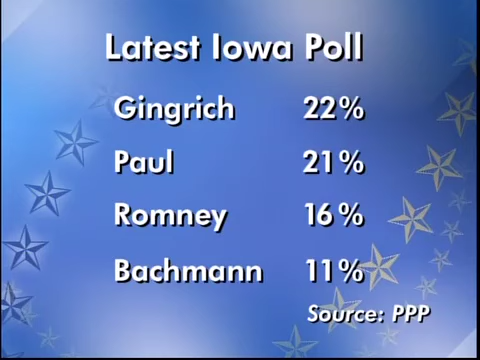 Latest Iowa Poll
Gingrich 22%
Paul 21%
Romney 16%
Bachmann 11%
Source: PPP